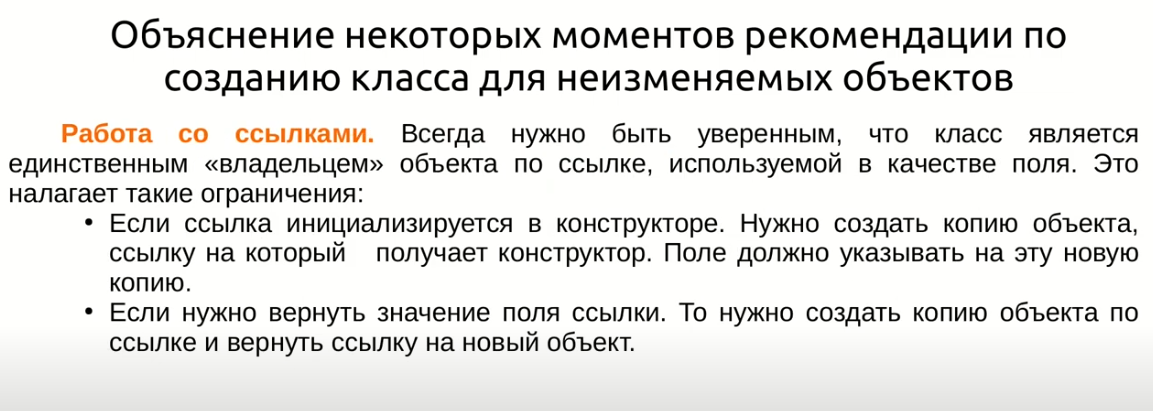 Объяснение некоторых моментов рекомендации по
созданию класса для неизменяемых объектов
Работа со ссылками. Всегда нужно быть уверенным, что класс является
единственным «владельцем» объекта по ссылке, используемой в качестве поля. Это
налагает такие ограничения:
• Если ссылка инициализируется в конструкторе. Нужно создать копию объекта,
ссылку на который получает конструктор. Поле должно указывать на эту новую
копию.
• Если нужно вернуть значение поля ссылки. То нужно создать копию объекта по
ссылке и вернуть ссылку на новый объект.